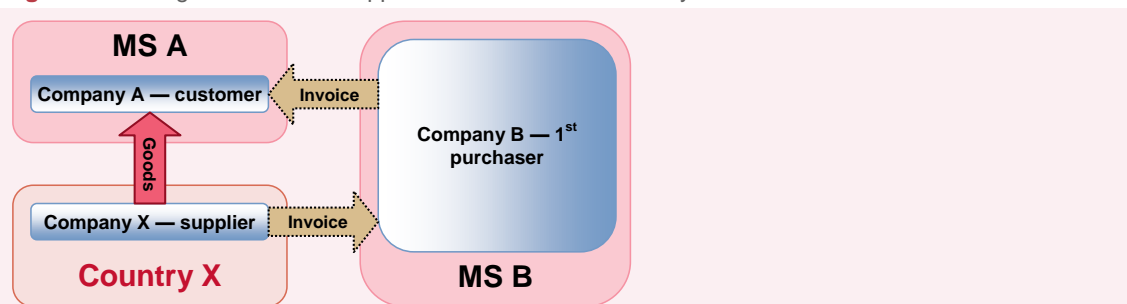 MS A
Company A — customer
Invoice
Company B — 1st
purchaser
Goods
Company X — supplier
Invoice
Country X
MS B